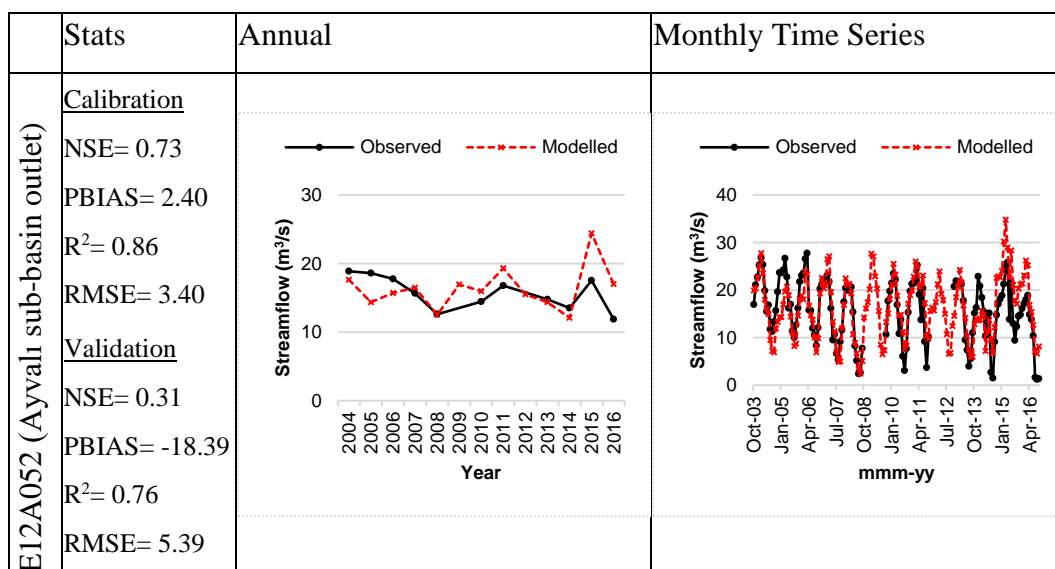 Stats
Annual
Monthly Time Series
E12A052 (Ayvalı sub-basin outlet)
Calibration
NSE= 0.73
PBIAS= 2.40
R²= 0.86
RMSE= 3.40
Validation
NSE= 0.31
PBIAS= -18.39
R²= 0.76
RMSE= 5.39
Observed Modelled
Streamflow (m³/s)
30
20
10
0
2004 2005 2006 2007 2008 2009 2010 2011 2012 2013 2014 2015 2016
Year
Observed Modelled
Streamflow (m³/s)
40
30
20
10
0
Oct-03 Jan-05 Apr-06 Jul-07 Oct-08 Jan-10 Apr-11 Jul-12 Oct-13 Jan-15 Apr-16
mmm-yy